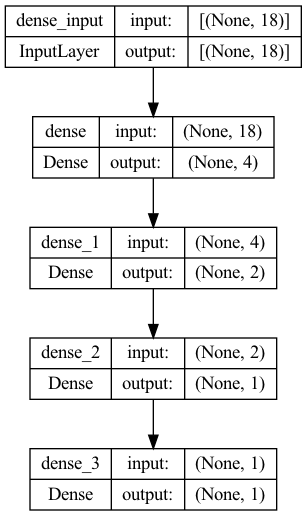 dense_input input: [(None, 18)]
InputLayer output: [(None, 18)]
dense input: (None, 18)
Dense output: (None, 4)
dense_1 input: (None, 4)
Dense output: (None, 2)
dense_2 input: (None, 2)
Dense output: (None, 1)
dense_3 input: (None, 1)
Dense output: (None, 1)